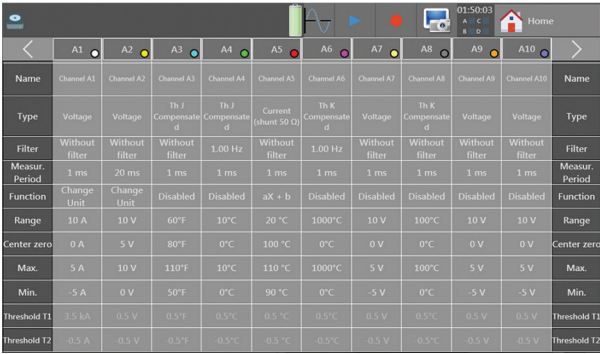 01:50:03
A C
B D
Home
A1 A2 A3 A4 A5 A6 A7 A8 A9 A10
Name Channel A1 Channel A2 Channel A3 Channel A4 Channel A5 Channel A6 Channel A7 Channel A8 Channel A9 Channel A10 Name
Th J Th J Th K Th K
Type Voltage Voltage Compensate Compensate Current Compensate Voltage Compensate Voltage Voltage Type
d d (shunt 50 Ω) d d
Filter Without Without Without 1.00 Hz Without 1.00 Hz Without Without Without Without Filter
filter filter filter filter filter filter filter filter
Measur. 1 ms 20 ms 1 ms 1 ms 1 ms 1 ms 1 ms 1 ms 1 ms 1 ms Measur.
Period Period
Function Change Change Disabled Disabled aX + b Disabled Disabled Disabled Disabled Disabled Function
Unit Unit
Range 10 A 10 V 60°F 10°C 20 °C 1000°C 10 V 100°C 10 V 10 V Range
Center zero 0 A 5 V 80°F 0°C 100 °C 0°C 0 V 0°C 0 V 0 V Center zero
Max. 5 A 10 V 110°F 10°C 110 °C 1000°C 5 V 100°C 5 V 5 V Max.
Min. -5 A 0 V 50°F 0°C 90 °C 0°C -5 V 0°C -5 V -5 V Min.
Threshold T1 3.5 kA 0.5 V 0.5°F 0.5°C 0.5 °C 0.5°C 0.5 V 0.5°C 0.5 V 0.5 V Threshold T1
Threshold T2 -0.5 A -0.5 V -0.5°F -0.5°C -0.5 °C -0.5°C -0.5 V -0.5°C -0.5 V -0.5 V Threshold T2